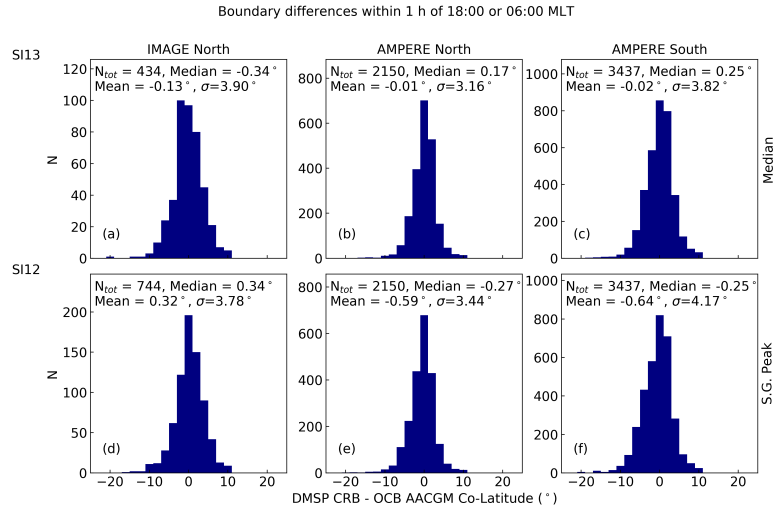 Boundary differences within 1 h of 18:00 or 06:00 MLT
SI13
IMAGE North
AMPERE North
AMPERE South
N_tot = 434, Median = -0.34°
Mean = -0.13°, σ=3.90°
N_tot = 2150, Median = 0.17°
Mean = -0.01°, σ=3.16°
N_tot = 3437, Median = 0.25°
Mean = -0.02°, σ=3.82°
120
100
80
60
40
20
0
N
(a)
800
600
400
200
0
(b)
1000
800
600
400
200
0
(c)
Median
SI12
N_tot = 744, Median = 0.34°
Mean = 0.32°, σ=3.78°
N_tot = 2150, Median = -0.27°
Mean = -0.59°, σ=3.44°
N_tot = 3437, Median = -0.25°
Mean = -0.64°, σ=4.17°
200
150
100
50
0
N
(d)
800
600
400
200
0
(e)
1000
800
600
400
200
0
(f)
S.G. Peak
−20 −10 0 10 20
−20 −10 0 10 20
−20 −10 0 10 20
DMSP CRB - OCB AACGM Co-Latitude (°)